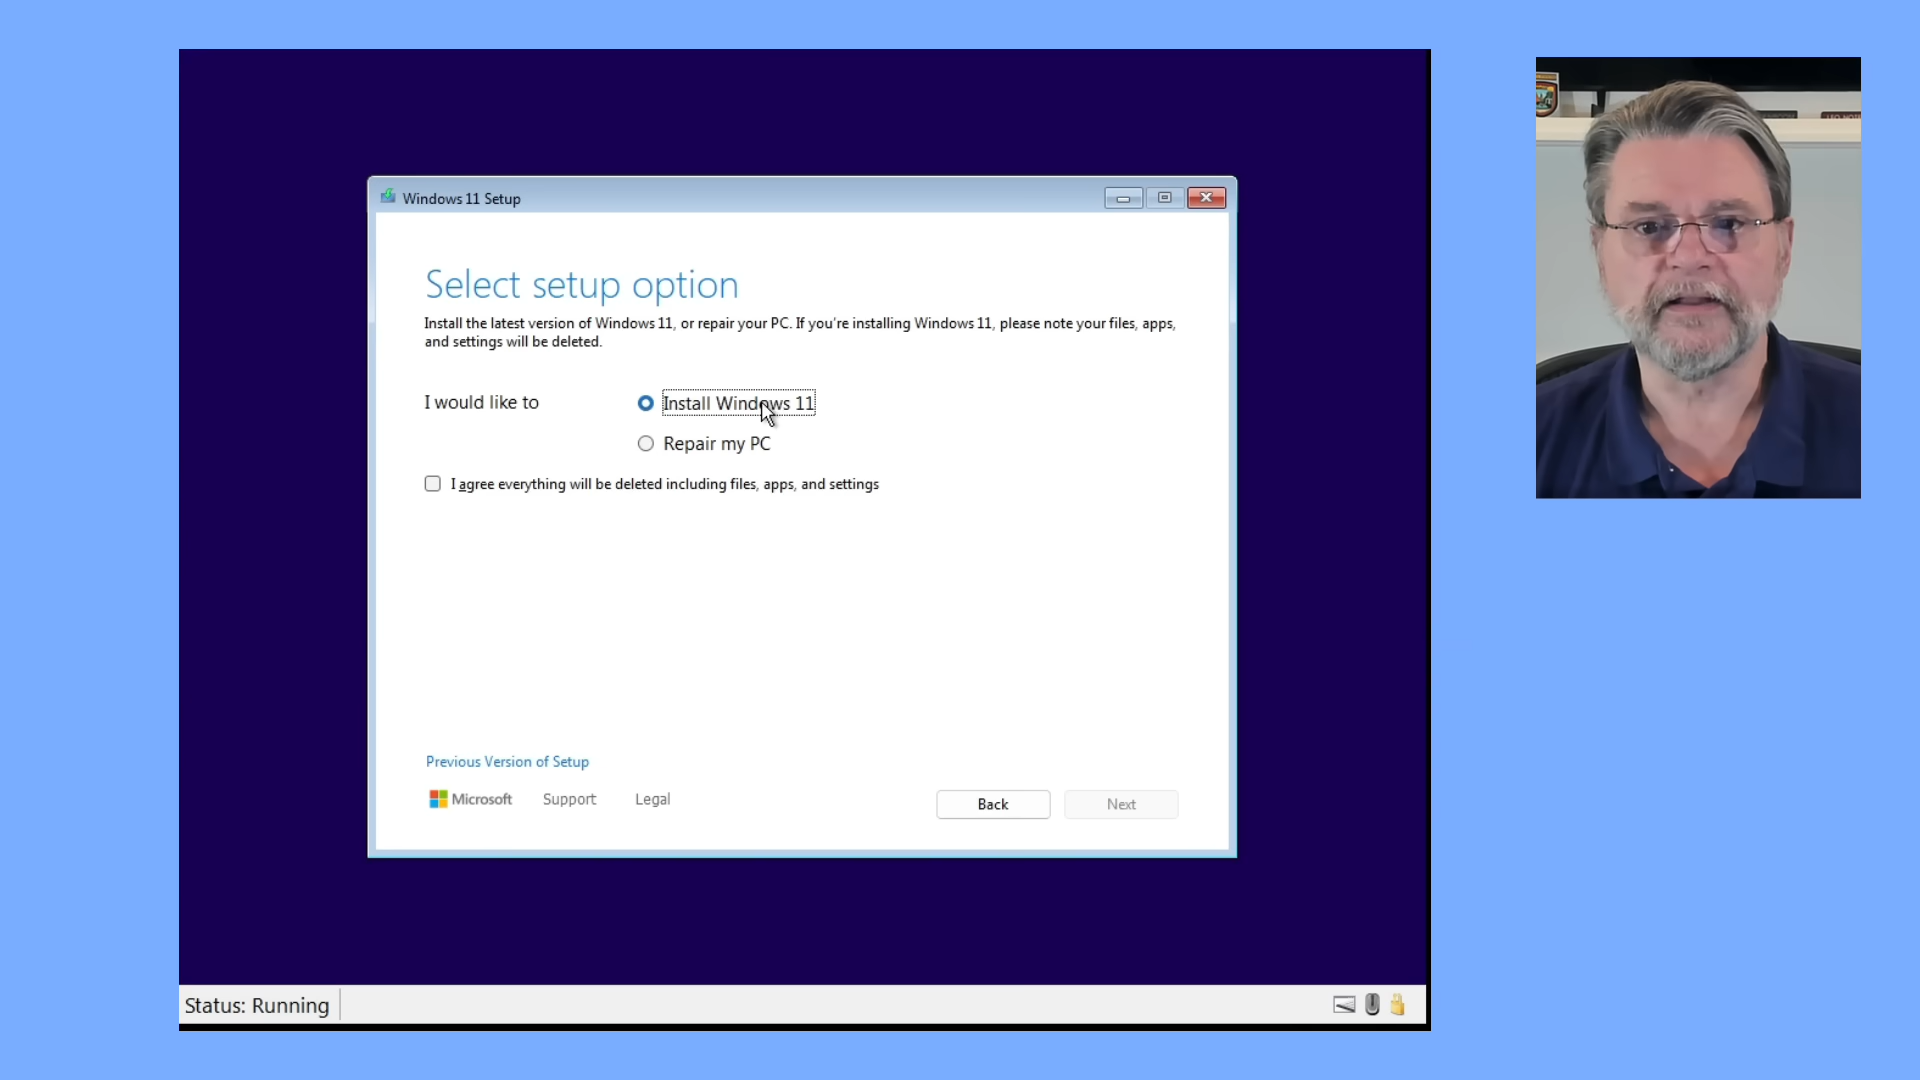 Windows 11 Setup
Select setup option
Install the latest version of Windows 11, or repair your PC. If you're installing Windows 11, please note your files, apps,
and settings will be deleted.
I would like to
Install Windows 11
Repair my PC
I agree everything will be deleted including files, apps, and settings
Previous Version of Setup
Microsoft Support Legal
Back Next
Status: Running